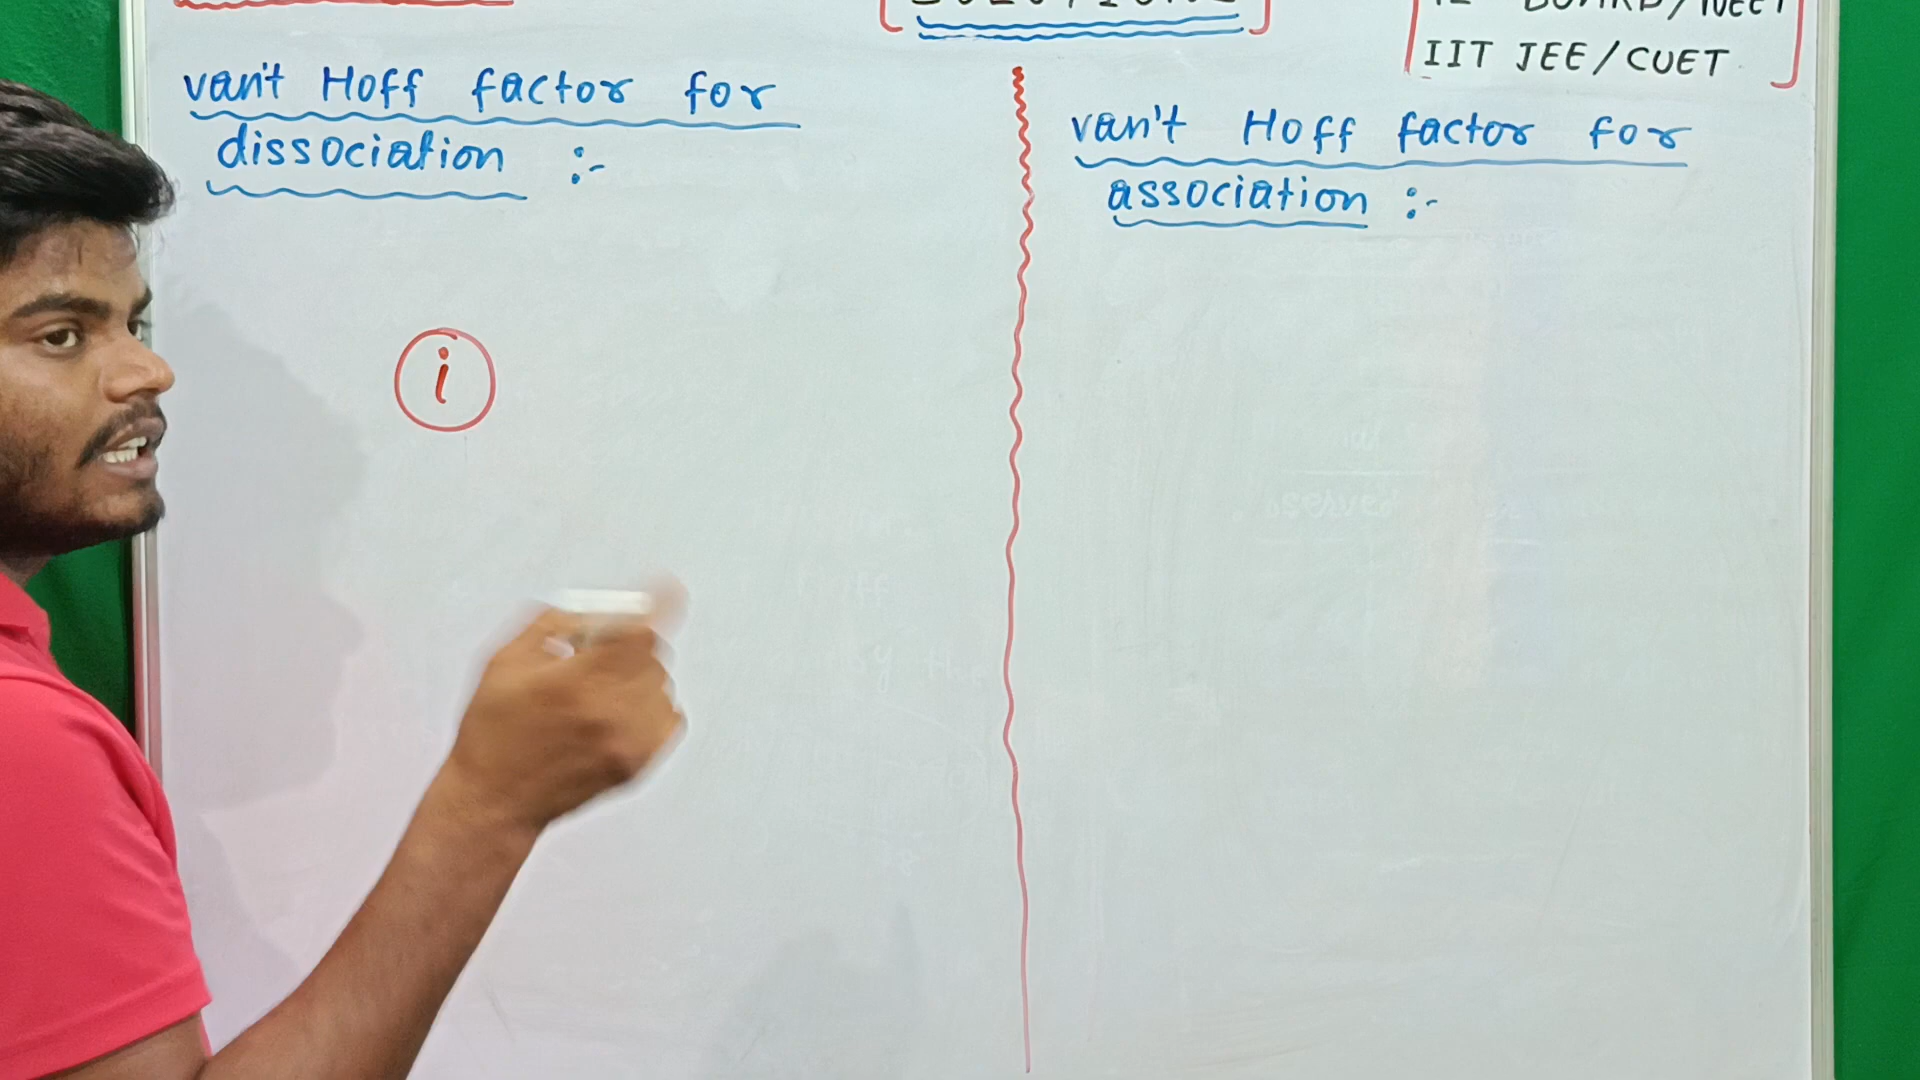 IIT JEE/CUET
van't Hoff factor for
dissociation :-
i
van't Hoff factor for
association :-